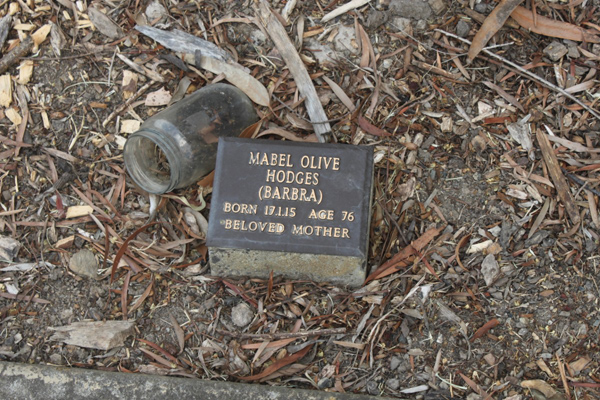 MABEL OLIVE
HODGES
(BARBRA)
BORN 17.1.15 AGE 76
BELOVED MOTHER